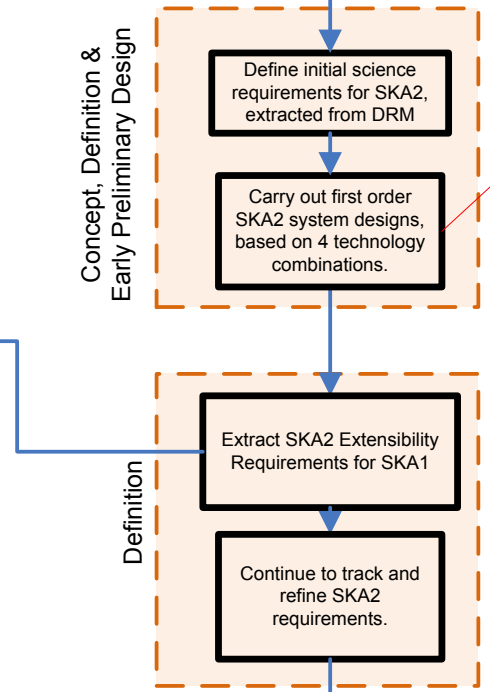 Concept, Definition &
Early Preliminary Design
Define initial science
requirements for SKA2,
extracted from DRM
Carry out first order
SKA2 system designs,
based on 4 technology
combinations.
Definition
Extract SKA2 Extensibility
Requirements for SKA1
Continue to track and
refine SKA2
requirements.